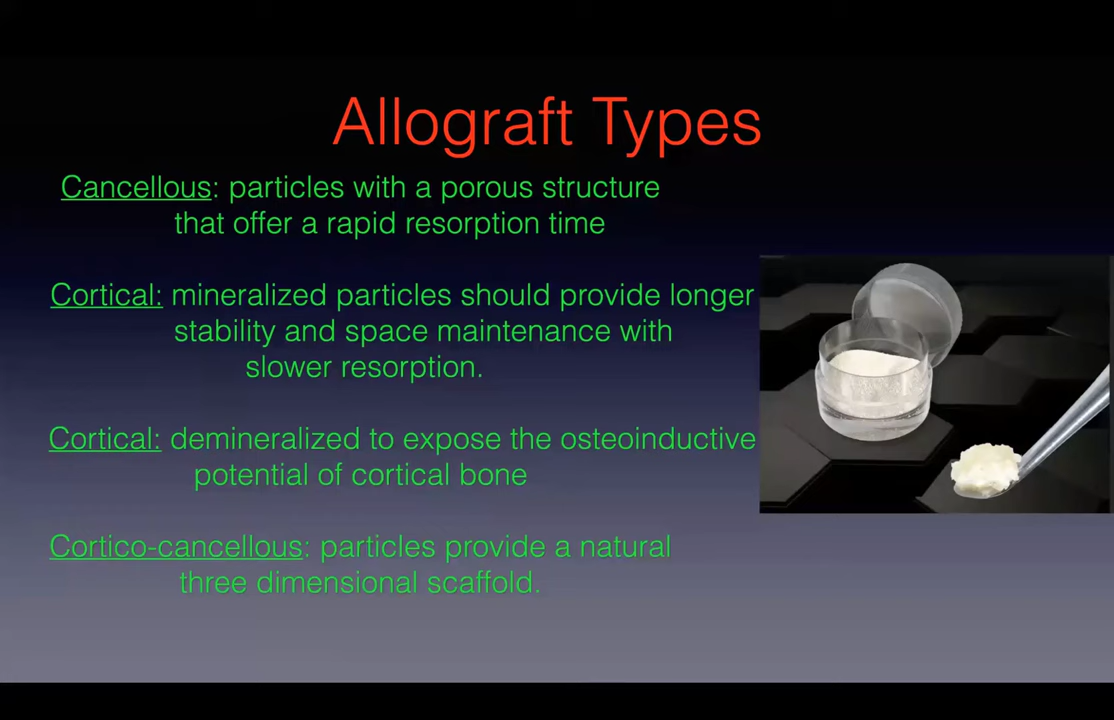 Allograft Types
Cancellous: particles with a porous structure
that offer a rapid resorption time
Cortical: mineralized particles should provide longer
stability and space maintenance with
slower resorption.
Cortical: demineralized to expose the osteoinductive
potential of cortical bone
Cortico-cancellous: particles provide a natural
three dimensional scaffold.